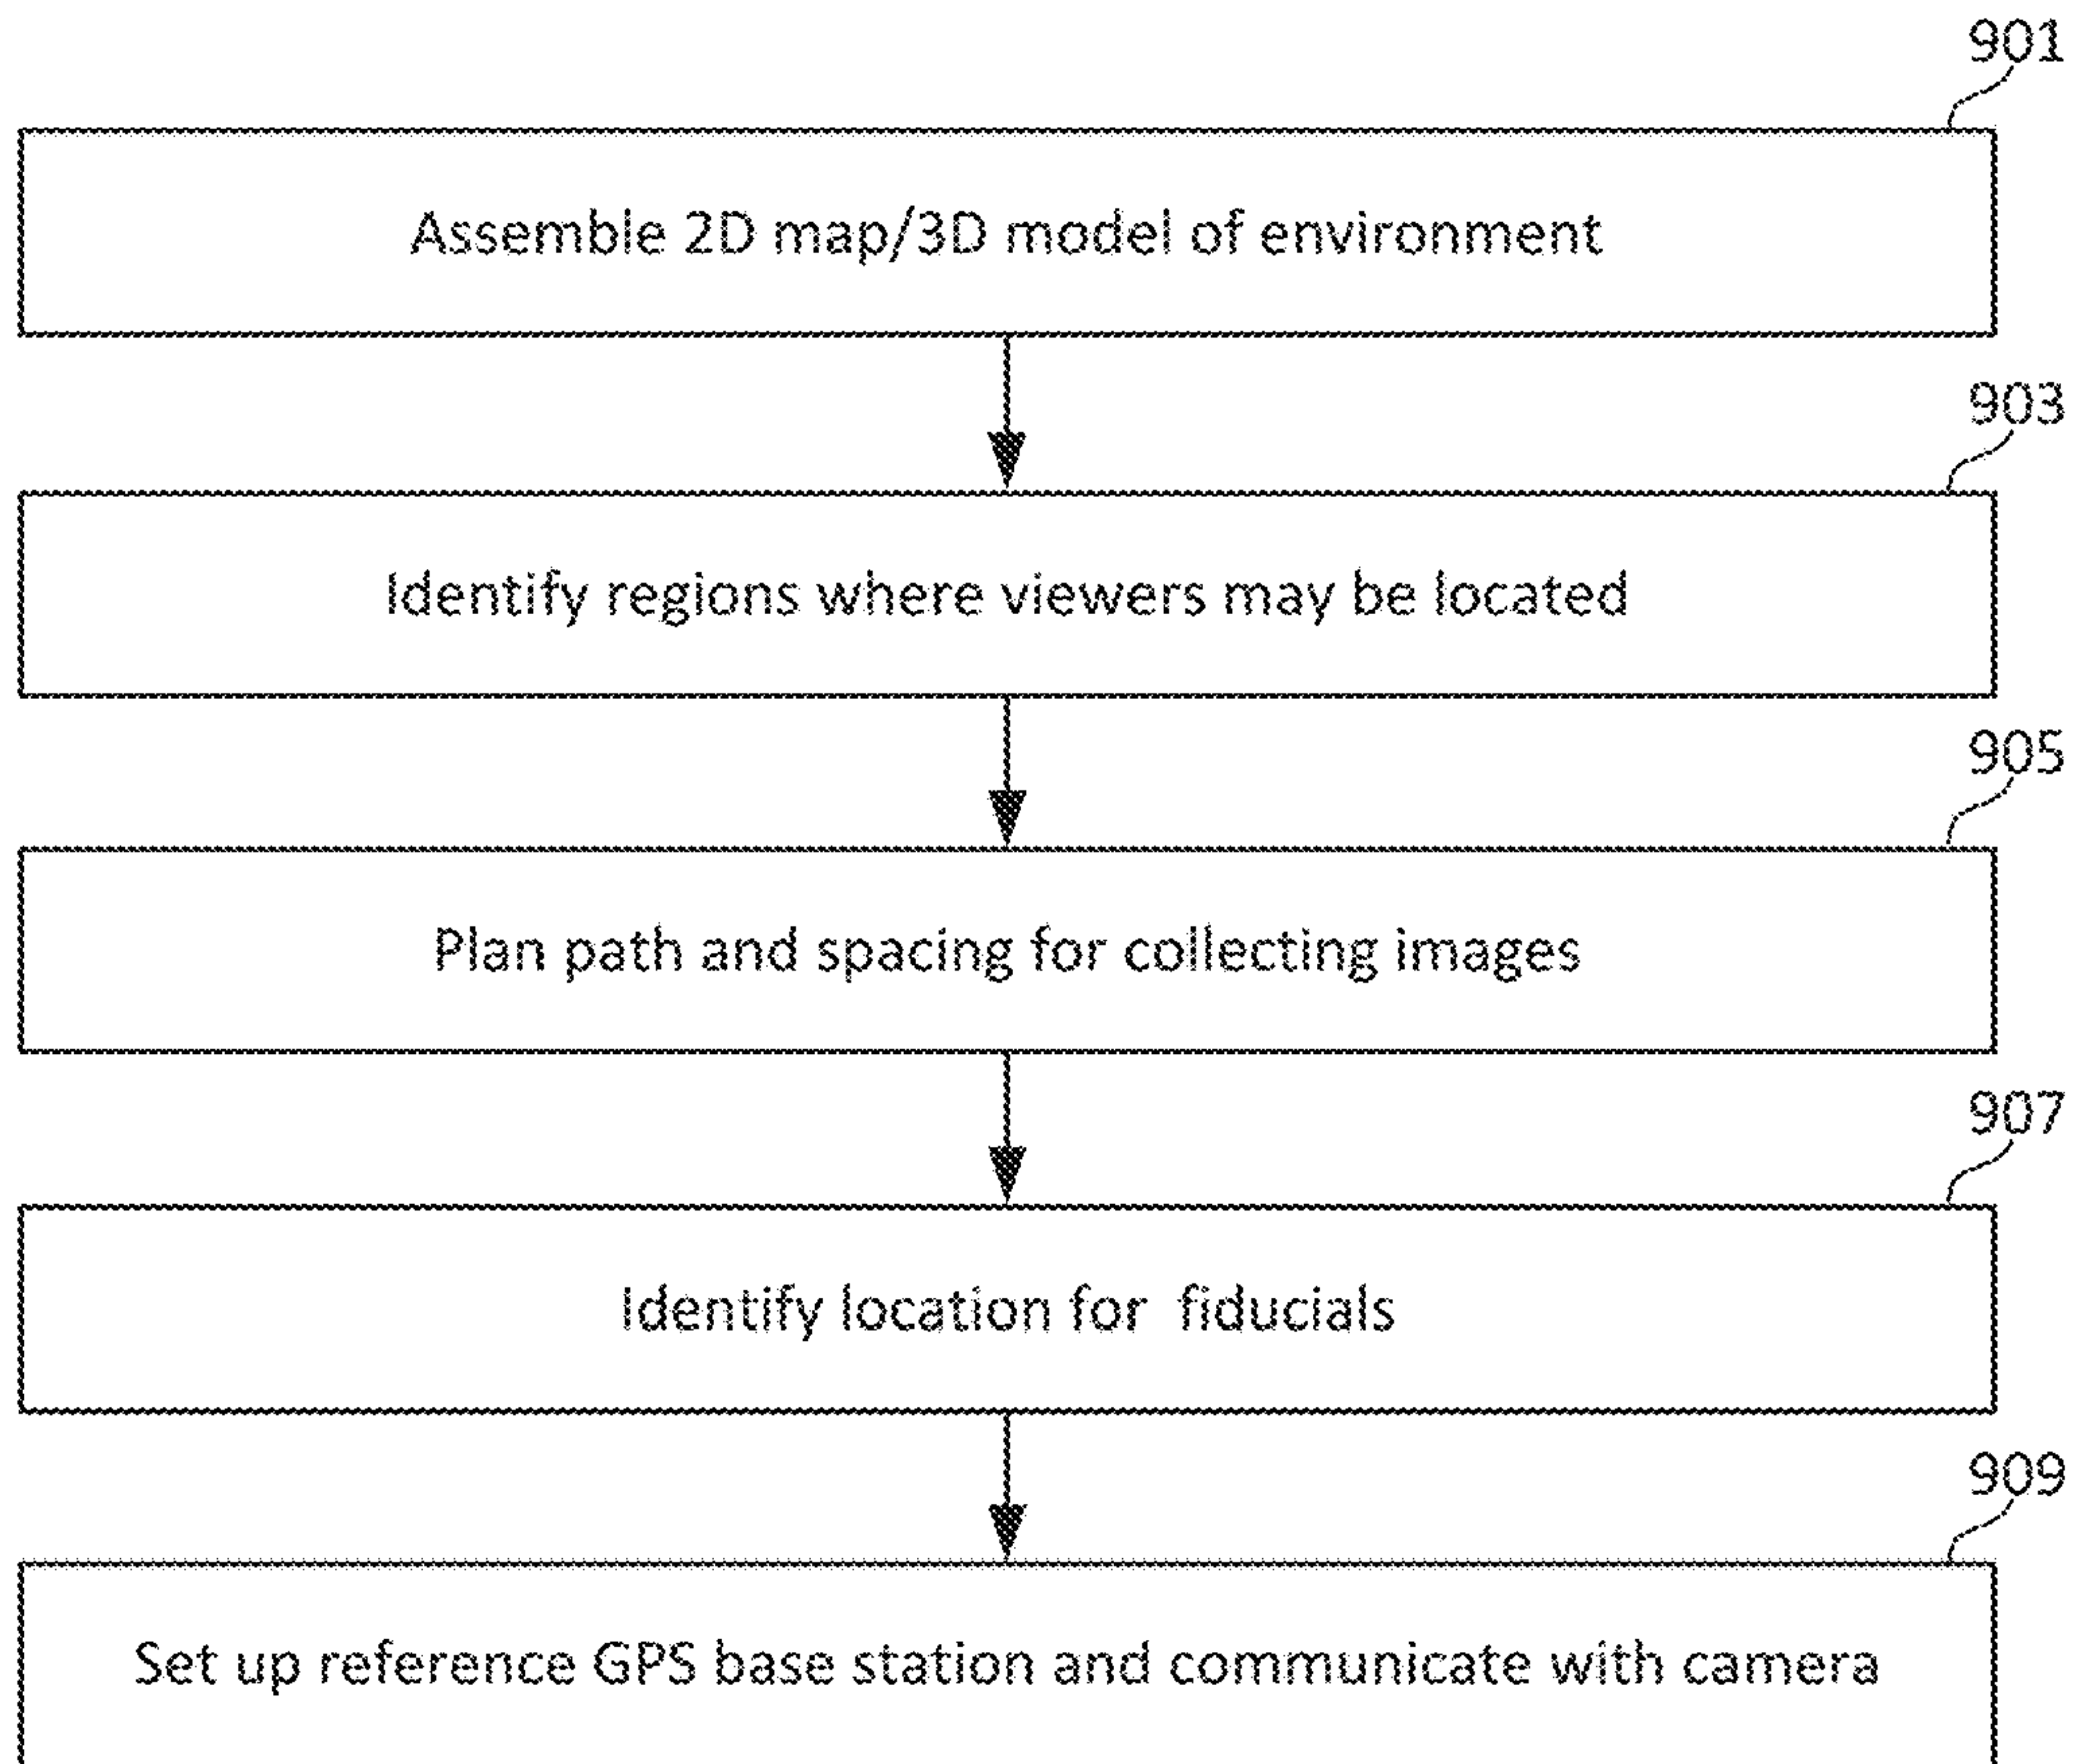 901
Assemble 2D map/3D model of environment
903
Identify regions where viewers may be located
905
Plan path and spacing for collecting images
907
Identify location for fiducials
909
Set up reference GPS base station and communicate with camera